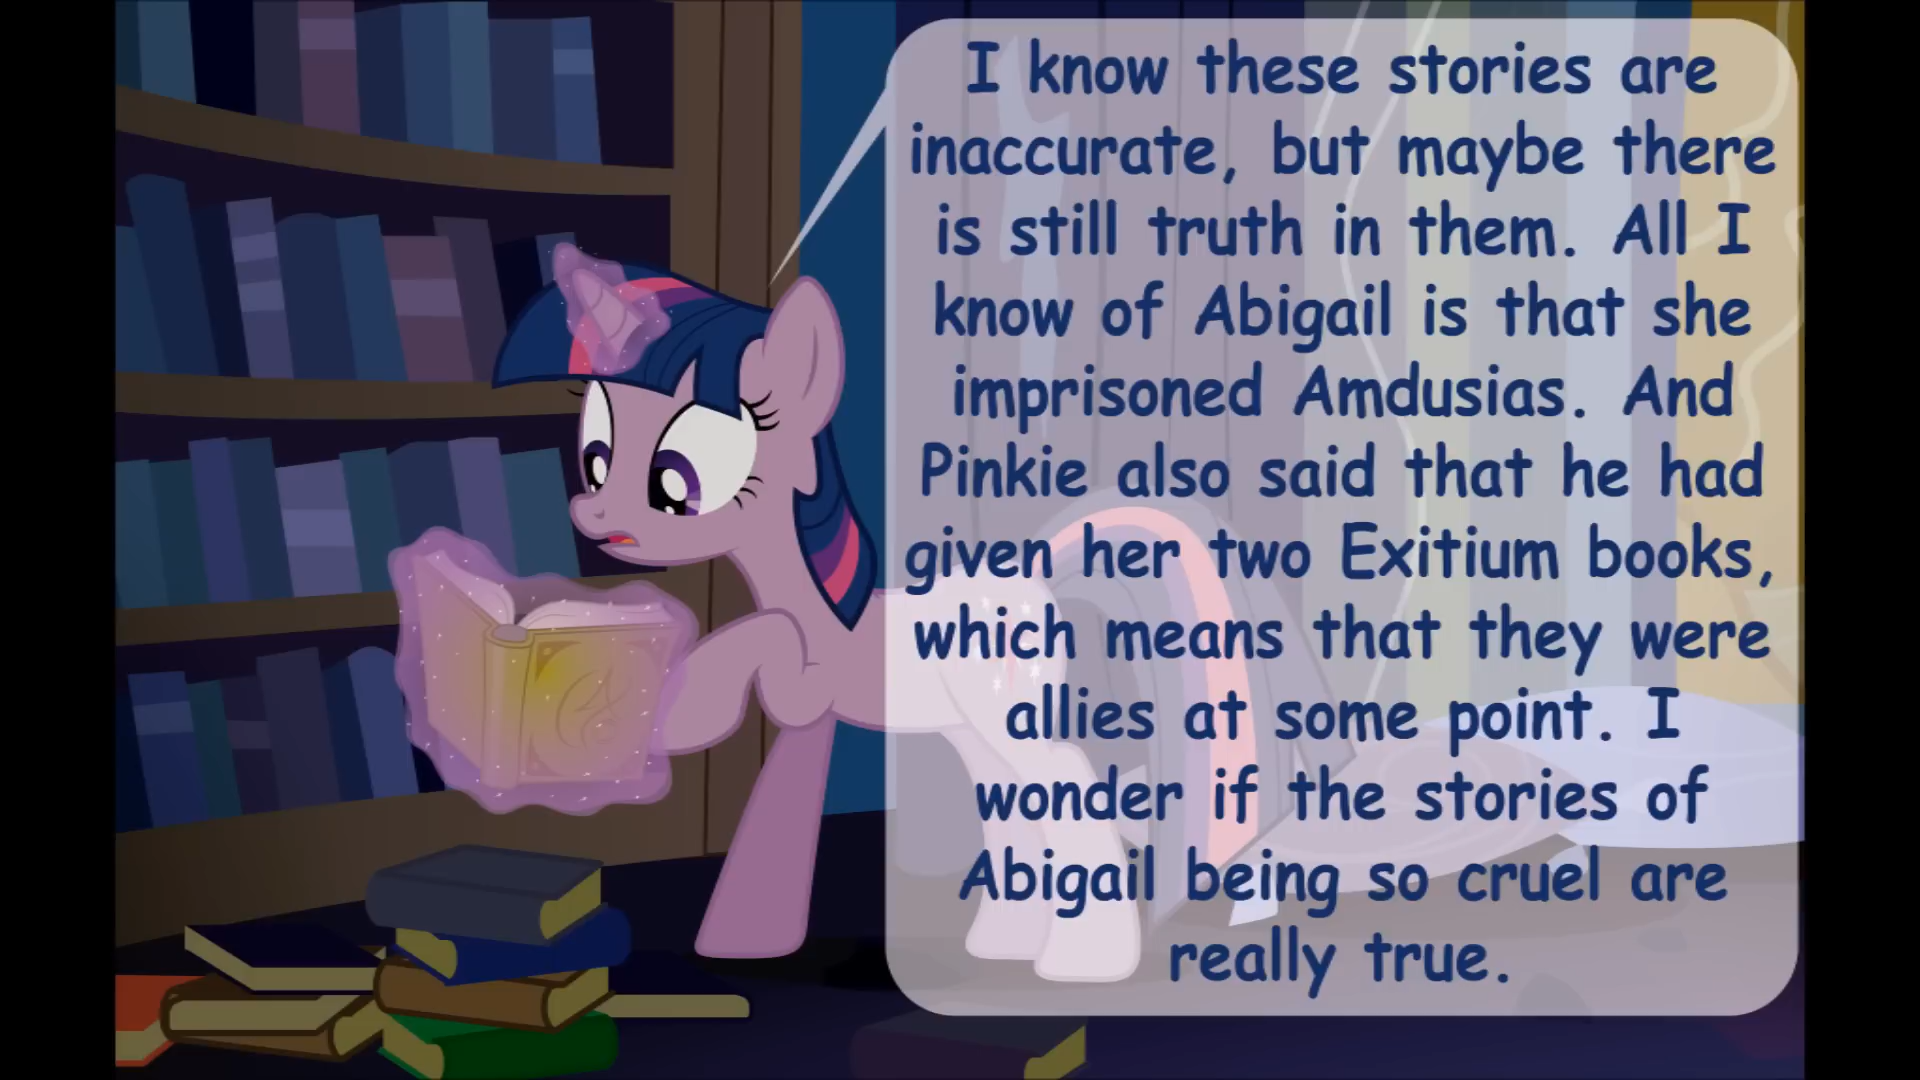 I know these stories are
inaccurate, but maybe there
is still truth in them. All I
know of Abigail is that she
imprisoned Amdusias. And
Pinkie also said that he had
given her two Exitium books,
which means that they were
allies at some point. I
wonder if the stories of
Abigail being so cruel are
really true.